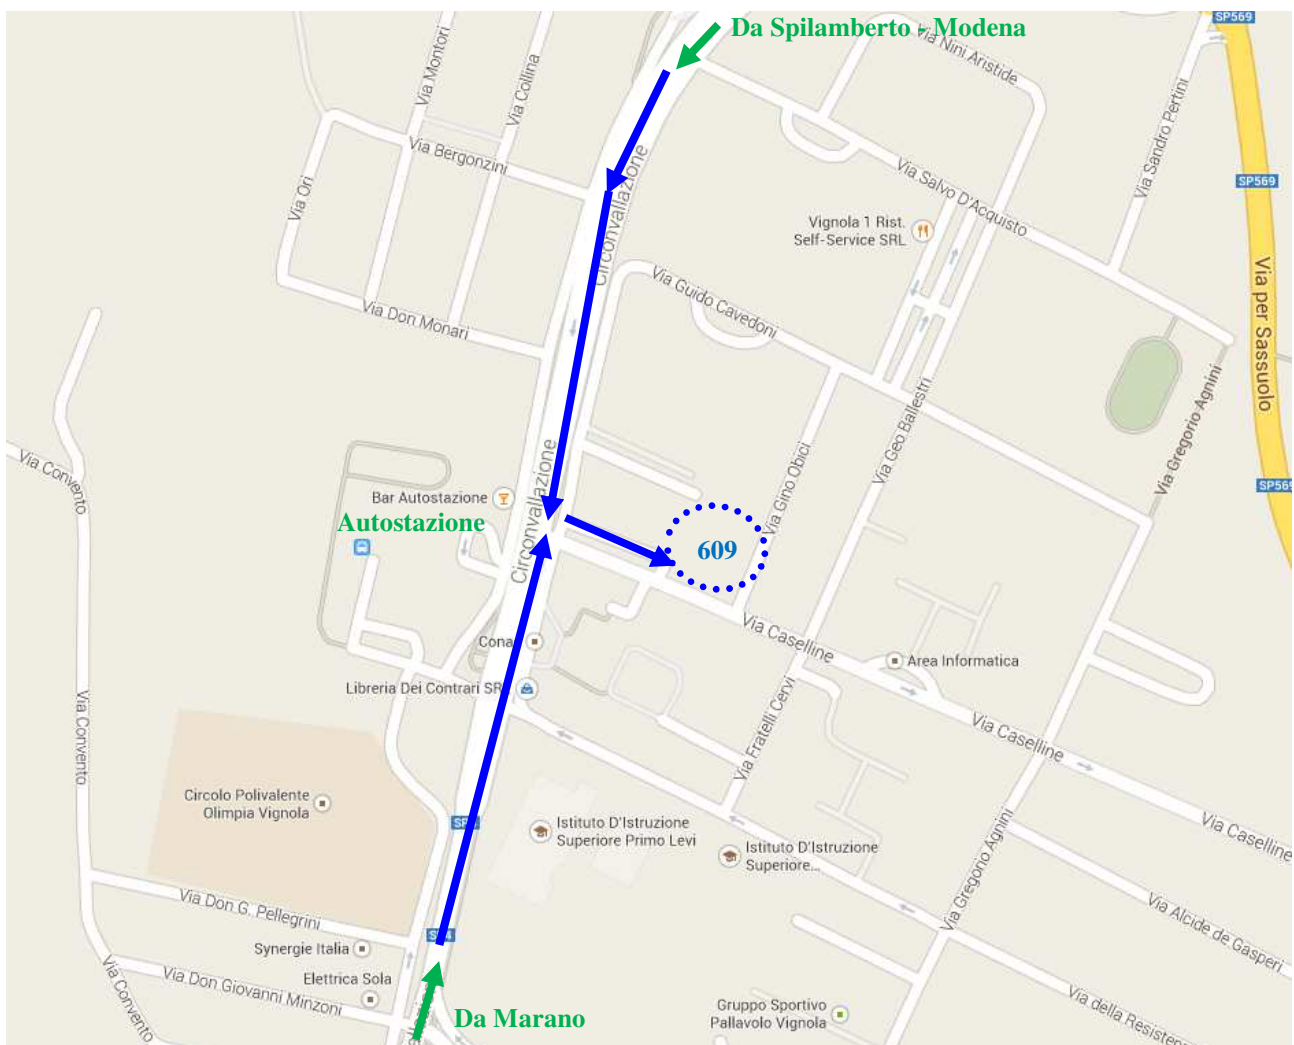 SP569
Da Spilamberto - Modena
Via Nini Aristide
Via Montori
Via Collina
Via Sandro Pertini
Via Bergonzini
Circonvallazione
Via Salvo D'Acquisto
SP569
Via Ori
Vignola 1 Rist.
Self-Service SRL
Via Guido Cavedoni
Via per Sassuolo
Via Don Monari
Via Gregorio Agnini
Via Geo Ballestri
Via Gino Obici
Via Convento
Circonvallazione
Bar Autostazione
SP569
Autostazione
609
Via Caselline
Cona
Area Informatica
Libreria Dei Contrari SR
Via Convento
Via Fratelli Cervi
Via Caselline
Circolo Polivalente
Olimpia Vignola
Istituto D'Istruzione
Superiore Primo Levi
Istituto D'Istruzione
Superiore...
Via Caselline
Via Gregorio Agnini
Via Don G. Pellegrini
Via Alcide de Gasperi
Synergie Italia
Via Convento
Via Don Giovanni Minzoni
Elettrica Sola
Da Marano
Gruppo Sportivo
Pallavolo Vignola
Via della Resistenza